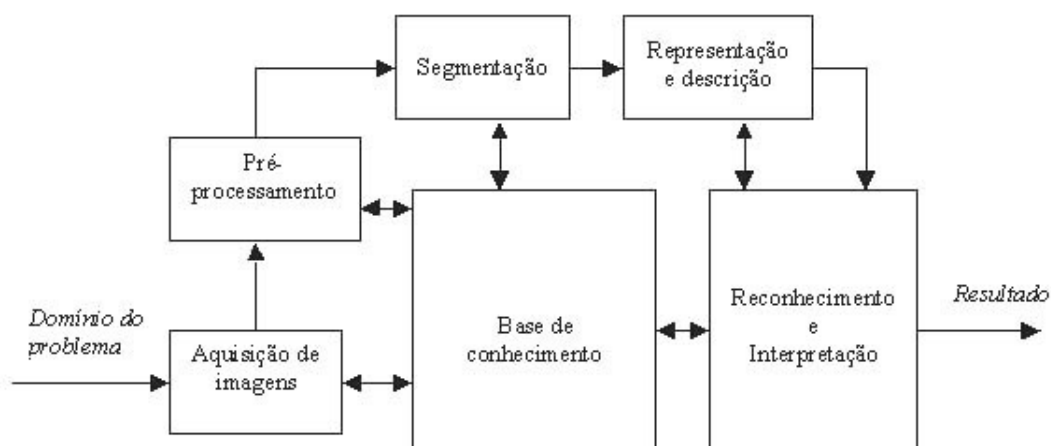 Segmentação
Representação
e descrição
Pré-
processamento
Domínio do
problema
Aquisição de
imagens
Base de
conhecimento
Reconhecimento
e
Interpretação
Resultado